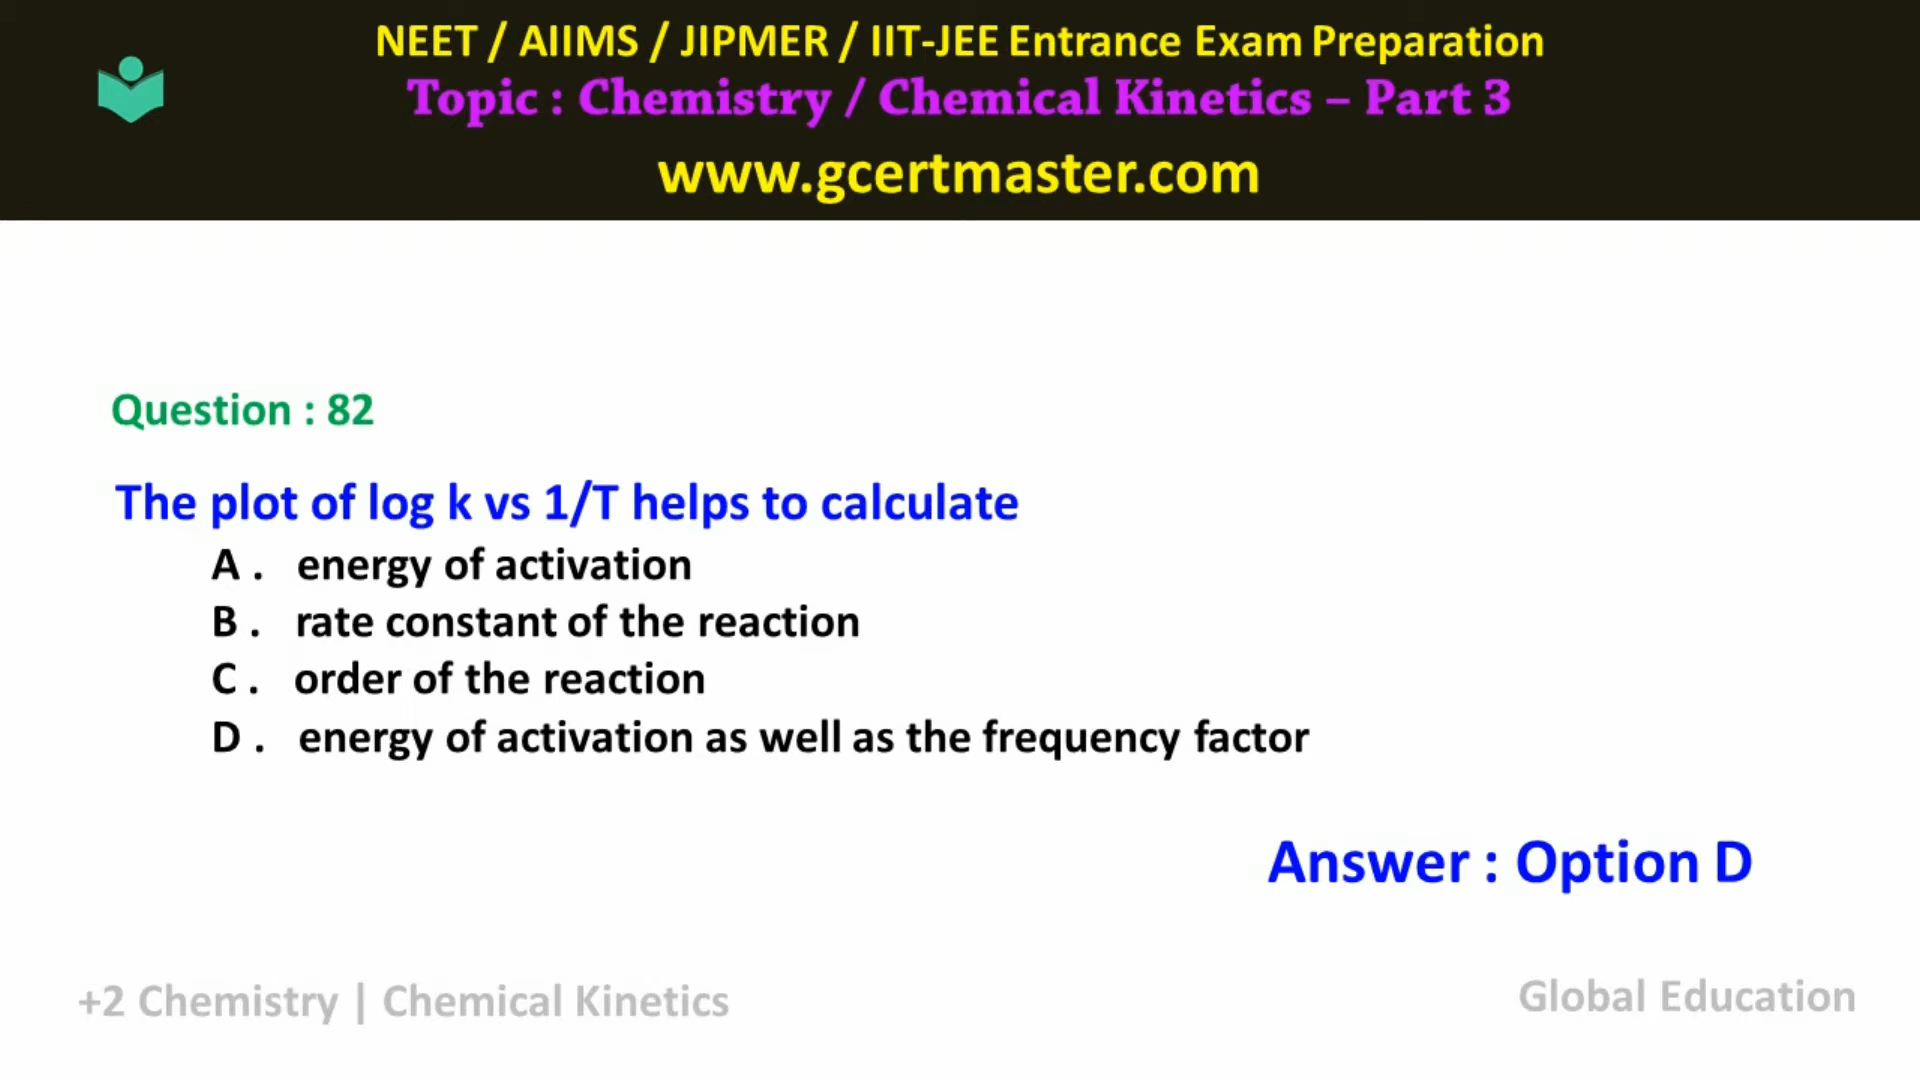 NEET / AIIMS / JIPMER / IIT-JEE Entrance Exam Preparation
Topic : Chemistry / Chemical Kinetics – Part 3
www.gcertmaster.com
Question : 82
The plot of log k vs 1/T helps to calculate
A . energy of activation
B . rate constant of the reaction
C . order of the reaction
D . energy of activation as well as the frequency factor
Answer : Option D
+2 Chemistry | Chemical Kinetics
Global Education